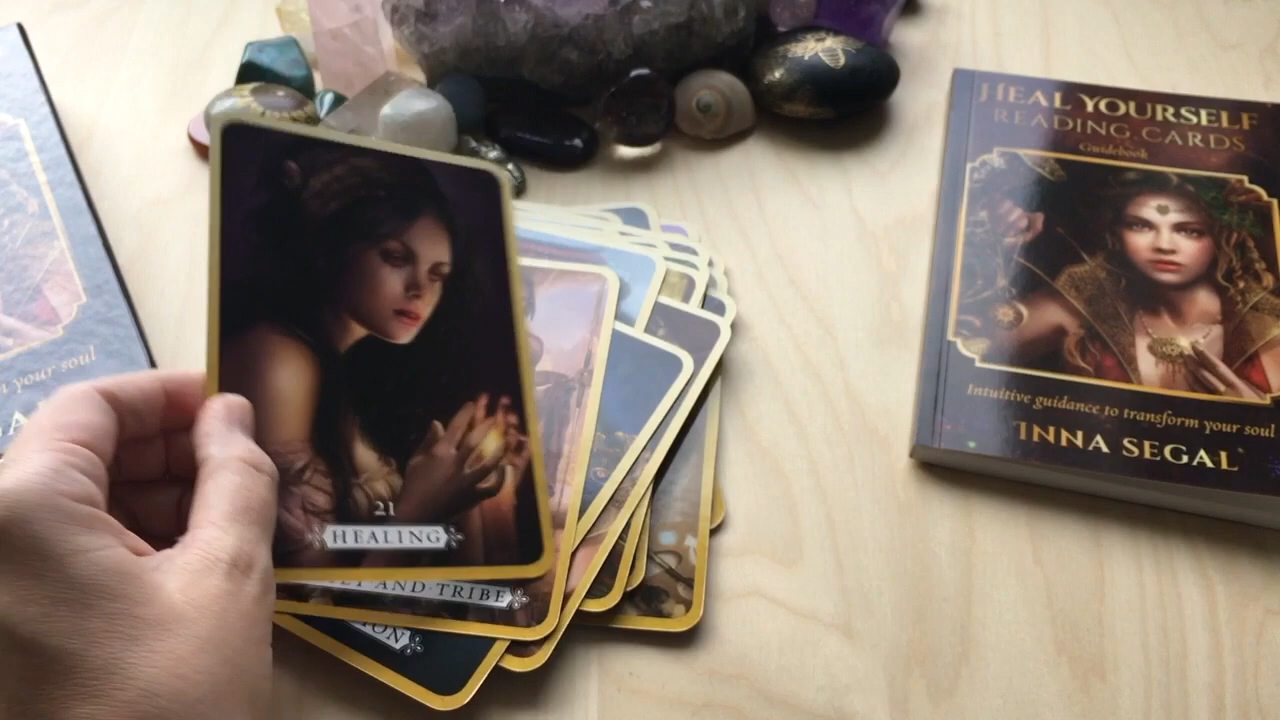 HEAL YOURSELF
READING CARDS
Guidebook
Intuitive guidance to transform your soul
INNA SEGAL
your soul
21
HEALING
AND·TRIBE